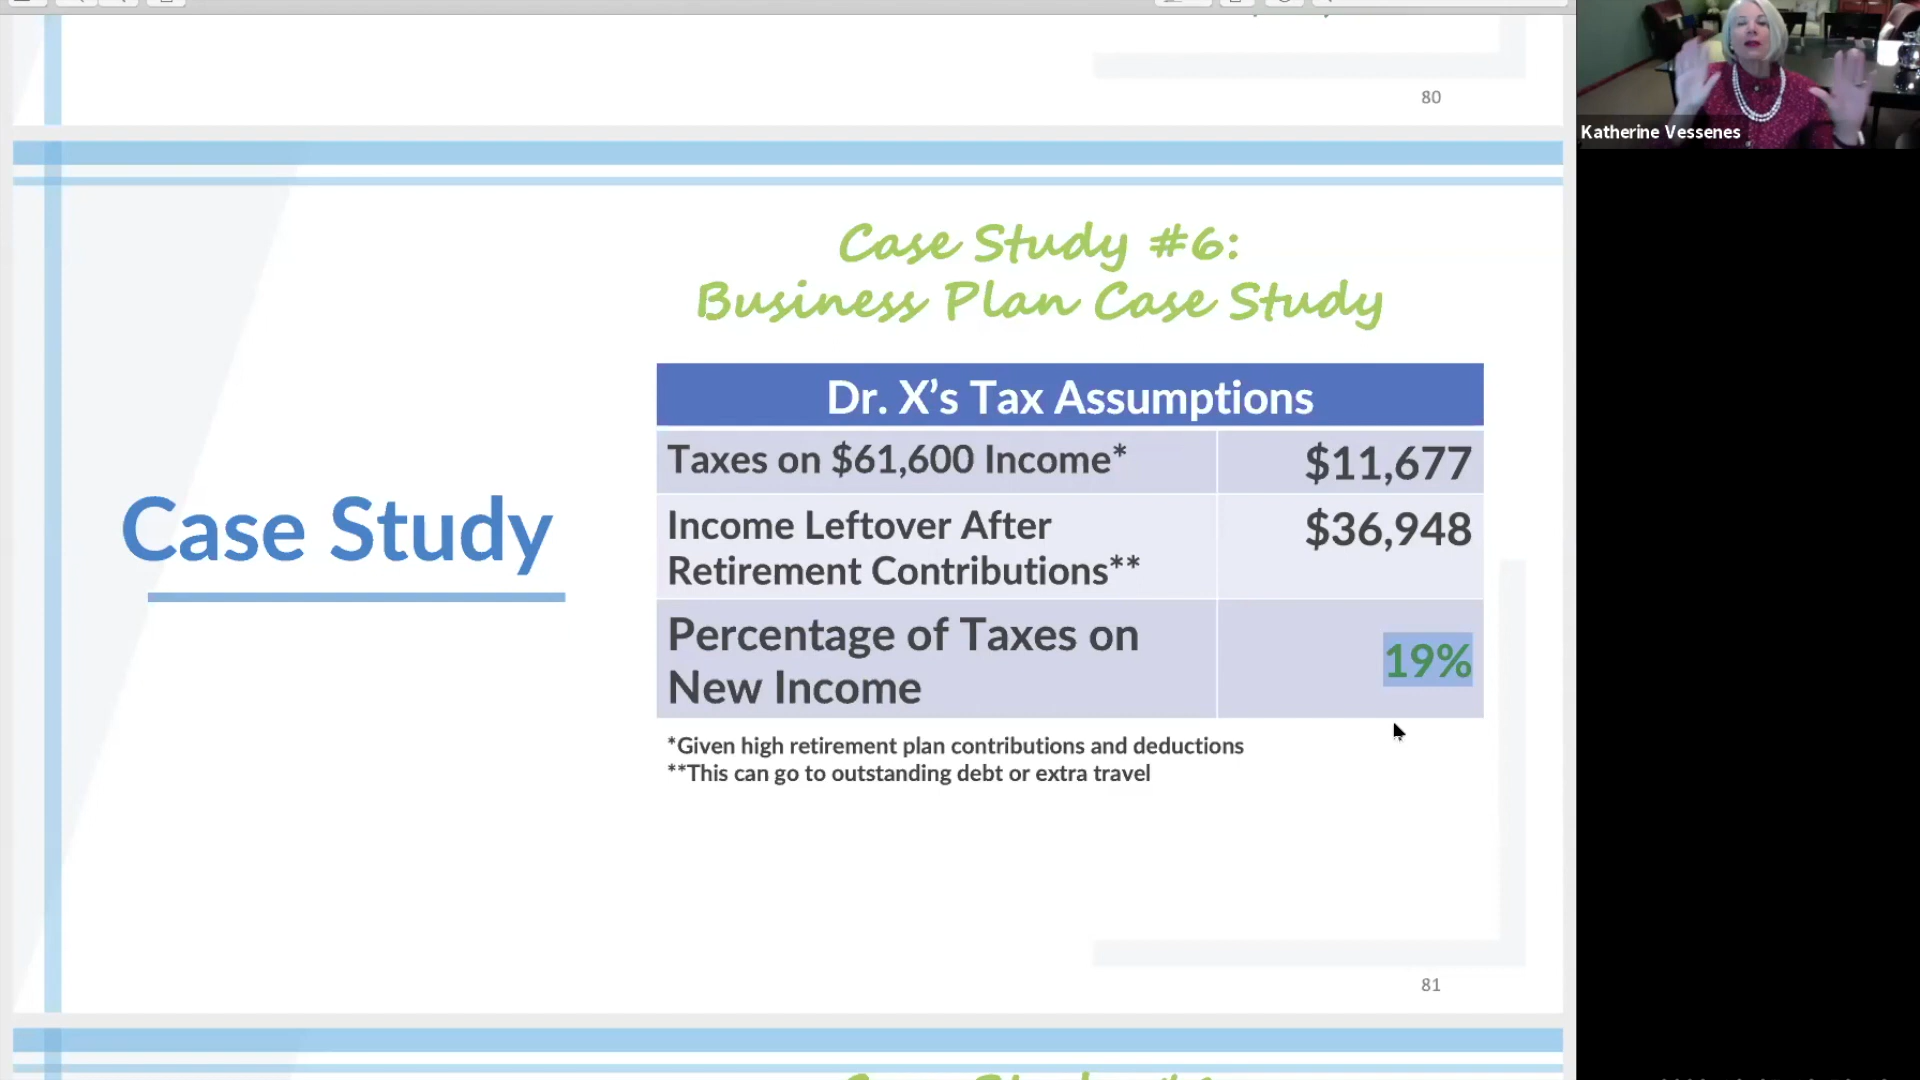 80
Katherine Vessenes
Case Study #6:
Business Plan Case Study
Case Study
Dr. X's Tax Assumptions
Taxes on $61,600 Income* $11,677
Income Leftover After $36,948
Retirement Contributions**
Percentage of Taxes on
New Income 19%
*Given high retirement plan contributions and deductions
**This can go to outstanding debt or extra travel
81